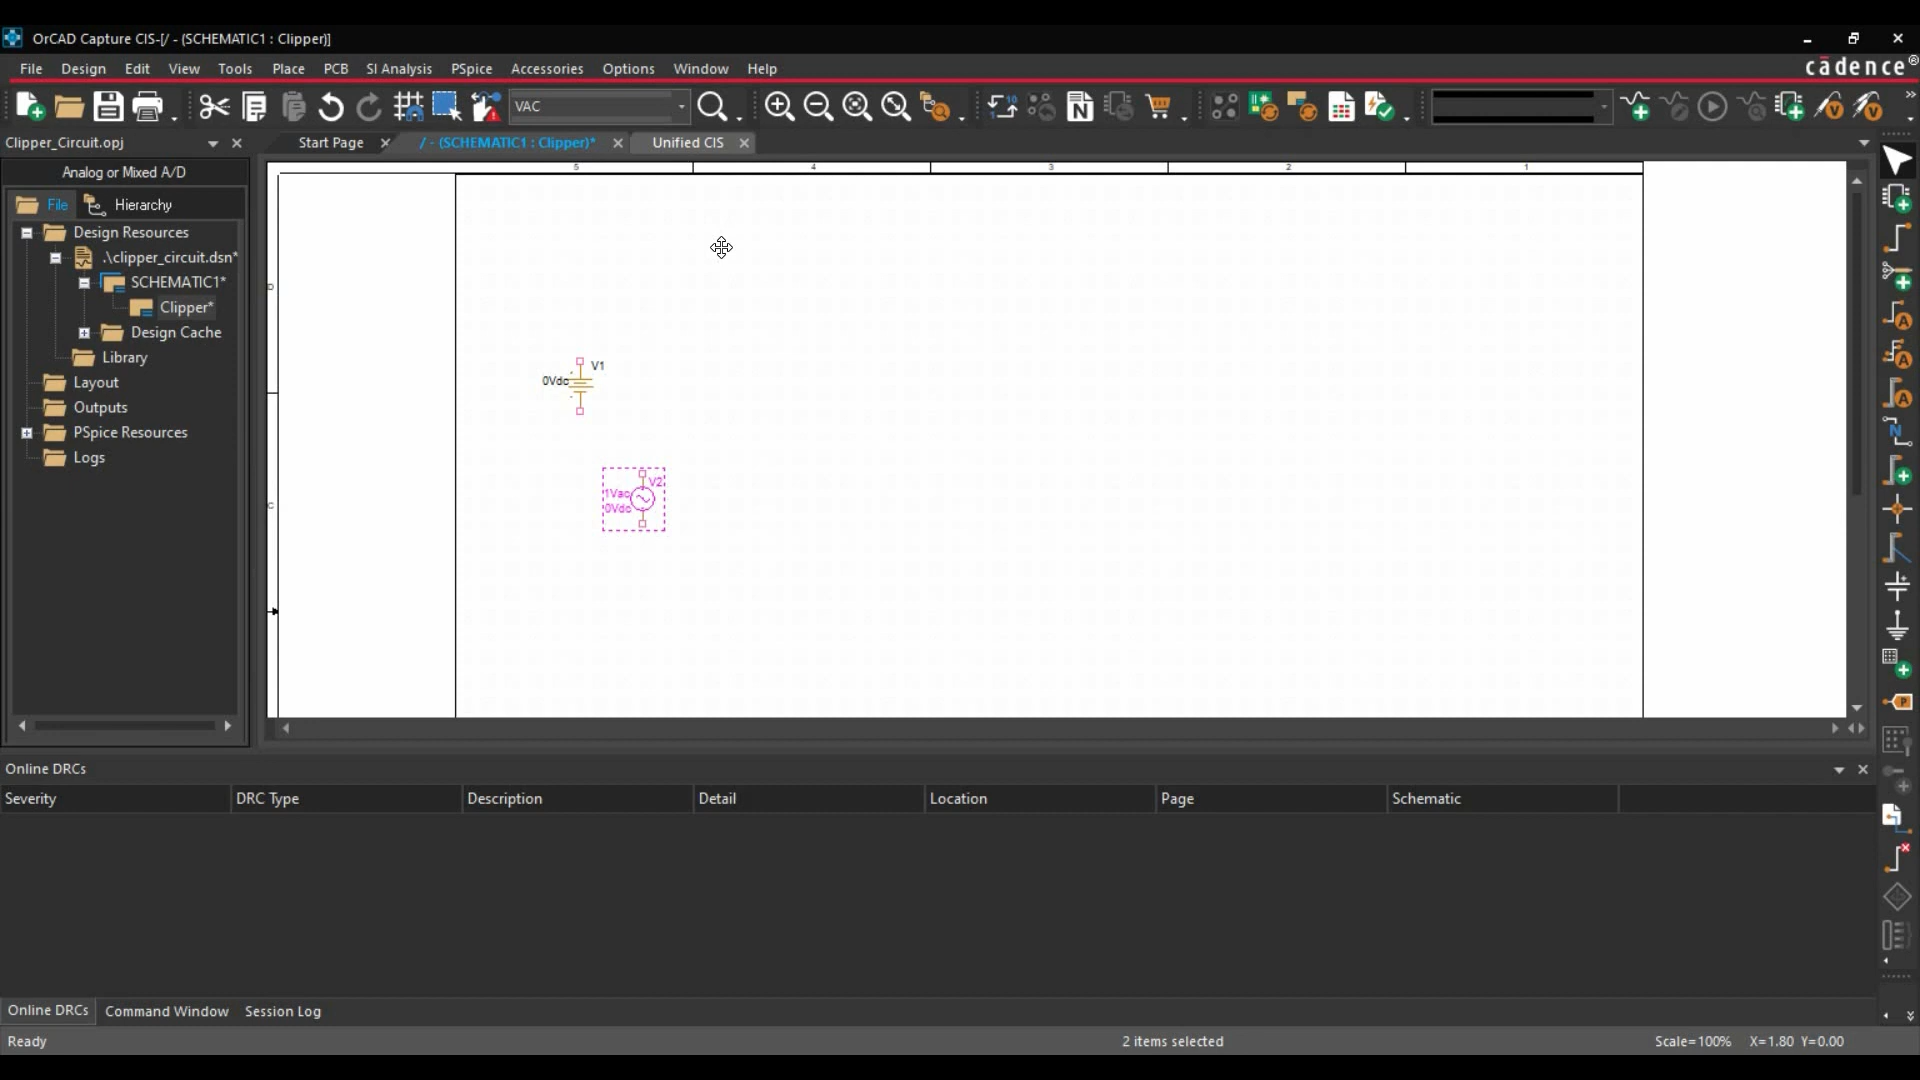 OrCAD Capture CIS-[/ - (SCHEMATIC1 : Clipper)]
File Design Edit View Tools Place PCB SI Analysis PSpice Accessories Options Window Help
cādence®
VAC
Clipper_Circuit.opj
Start Page
/ - (SCHEMATIC1 : Clipper)*
Unified CIS
Analog or Mixed A/D
File Hierarchy
Design Resources
.\clipper_circuit.dsn*
SCHEMATIC1*
Clipper*
Design Cache
Library
Layout
Outputs
PSpice Resources
Logs
5 4 3 2 1
D
C
V1
0Vdc
V2
1Vac
0Vdc
Online DRCs
Severity DRC Type Description Detail Location Page Schematic
Online DRCs Command Window Session Log
Ready 2 items selected Scale=100% X=1.80 Y=0.00